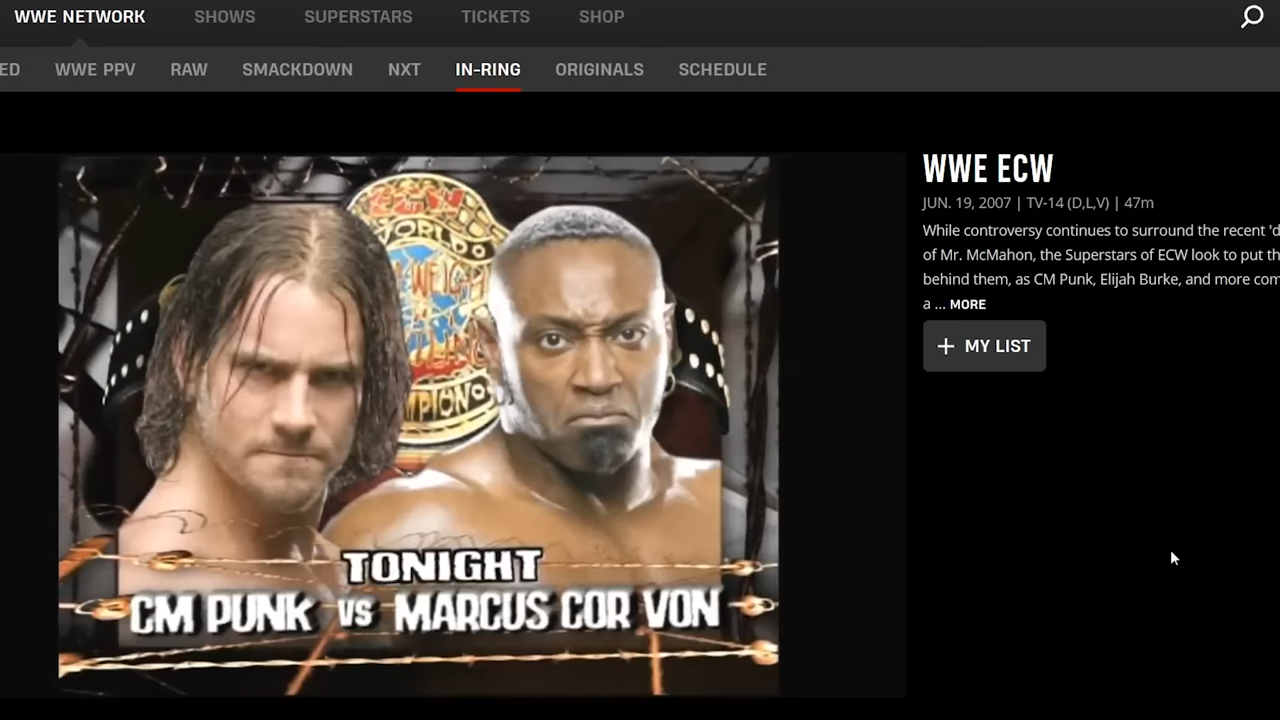 WWE NETWORK SHOWS SUPERSTARS TICKETS SHOP
ED WWE PPV RAW SMACKDOWN NXT IN-RING ORIGINALS SCHEDULE
ECW
WORLD
TONIGHT
CM PUNK vs MARCUS COR VON
WWE ECW
JUN. 19, 2007 | TV-14 (D,L,V) | 47m
While controversy continues to surround the recent 'd
of Mr. McMahon, the Superstars of ECW look to put th
behind them, as CM Punk, Elijah Burke, and more com
a ... MORE
+ MY LIST